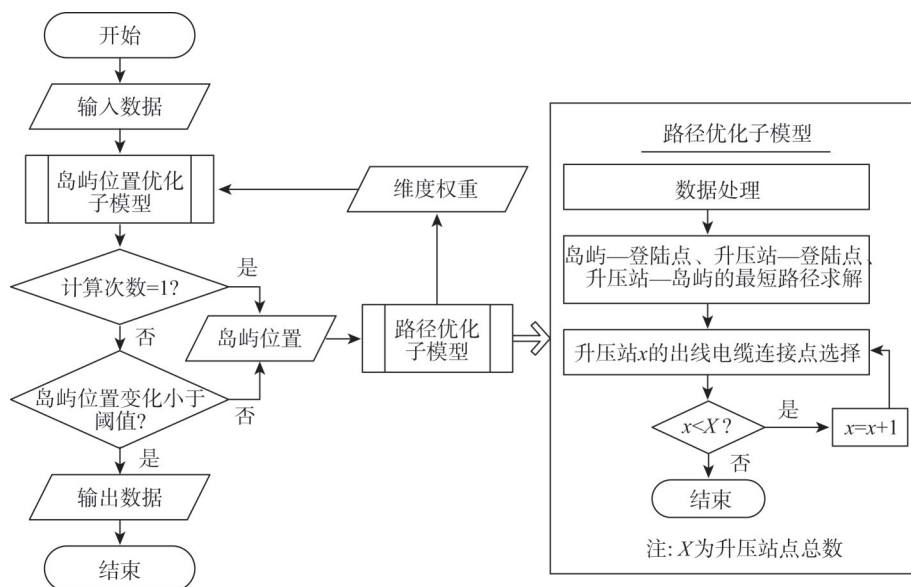 开始
输入数据
岛屿位置优化
子模型
计算次数=1?
是
否
岛屿位置变化小于
阈值?
否
是
输出数据
结束
岛屿位置
维度权重
路径优化
子模型
路径优化子模型
数据处理
岛屿—登陆点、升压站—登陆点、
升压站—岛屿的最短路径求解
升压站x的出线电缆连接点选择
x<X?
是
x=x+1
否
结束
注: X为升压站点总数